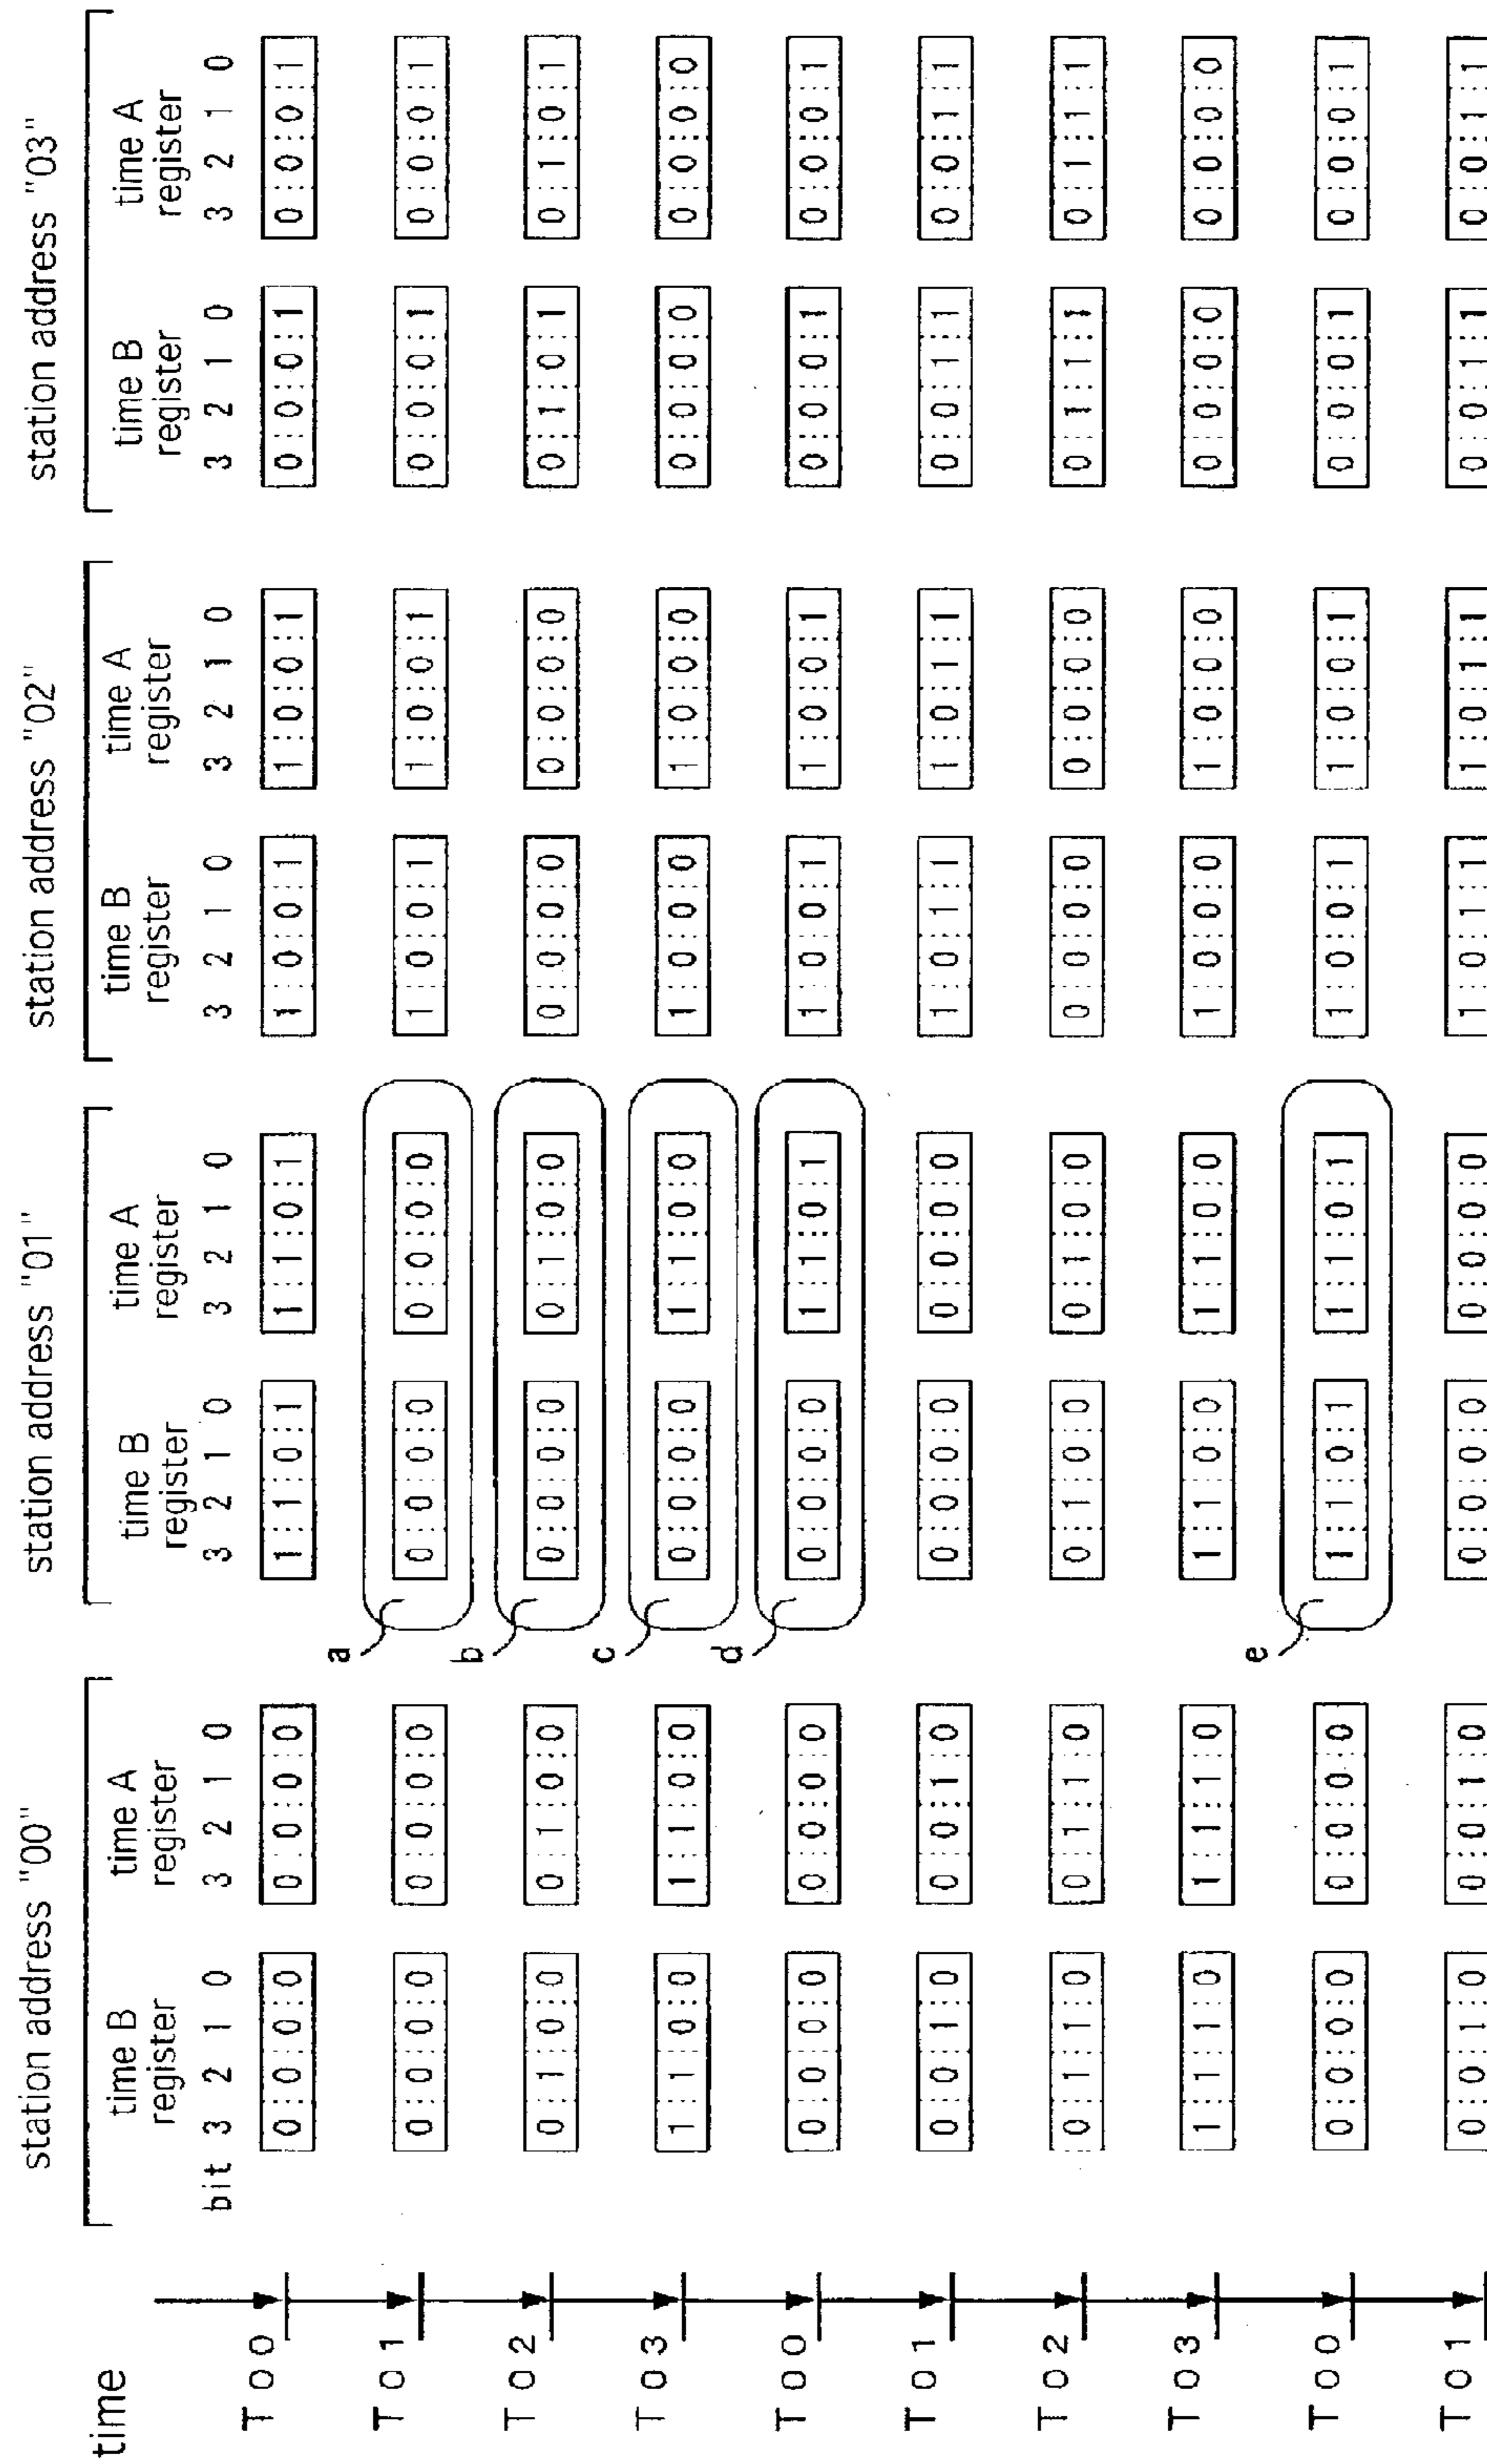 station address "00" station address "01" station address "02" station address "03"
time
time B register time A register time B register time A register time B register time A register time B register time A register
bit 3 2 1 0 3 2 1 0 3 2 1 0 3 2 1 0 3 2 1 0 3 2 1 0 3 2 1 0 3 2 1 0
T00 0 0 0 0 0 0 0 0 1 1 0 1 1 1 0 1 1 0 0 1 1 0 0 1 0 0 0 1 0 0 0 1
T01 0 0 0 0 0 0 0 0 a 0 0 0 0 0 0 0 0 1 0 0 1 1 0 0 1 0 0 0 1 0 0 0 1
T02 0 1 0 0 0 1 0 0 b 0 0 0 0 0 1 0 0 0 0 0 0 0 0 0 0 0 1 0 1 0 1 0 1
T03 1 1 0 0 1 1 0 0 c 0 0 0 0 1 1 0 0 1 0 0 0 1 0 0 0 0 0 0 0 0 0 0 0
T00 0 0 0 0 0 0 0 0 d 0 0 0 0 1 1 0 1 1 0 0 1 1 0 0 1 0 0 0 1 0 0 0 1
T01 0 0 1 0 0 0 1 0 0 0 0 0 0 0 0 0 1 0 1 1 1 0 1 1 0 0 1 1 0 0 1 1
T02 0 1 1 0 0 1 1 0 0 1 0 0 0 1 0 0 0 0 0 0 0 0 0 0 0 1 1 1 0 1 1 1
T03 1 1 1 0 1 1 1 0 1 1 0 0 1 1 0 0 1 0 0 0 1 0 0 0 0 0 0 0 0 0 0 0
T00 0 0 0 0 0 0 0 0 e 1 1 0 1 1 1 0 1 1 0 0 1 1 0 0 1 0 0 0 1 0 0 0 1
T01 0 0 1 0 0 0 1 0 0 0 0 0 0 0 0 0 1 0 1 1 1 0 1 1 0 0 1 1 0 0 1 1